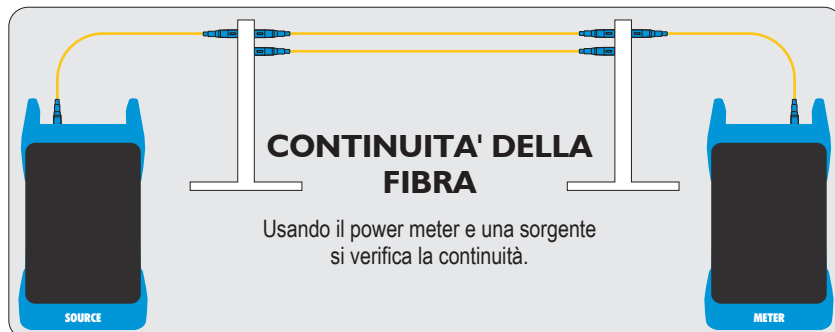 CONTINUITA' DELLA
FIBRA
Usando il power meter e una sorgente
si verifica la continuità.
SOURCE
METER